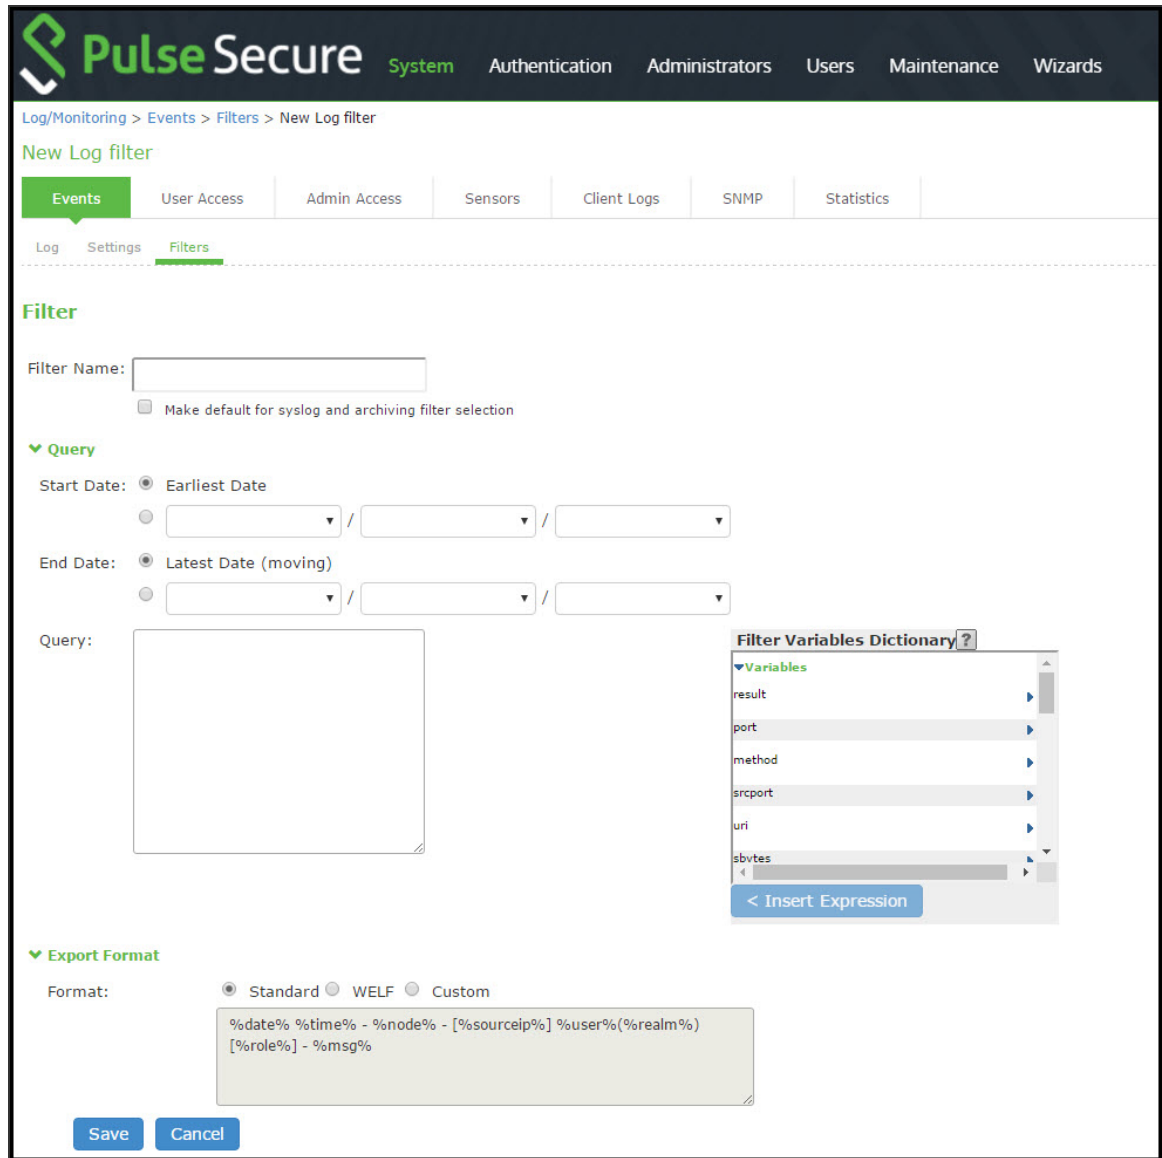 Pulse Secure System Authentication Administrators Users Maintenance Wizards
Log/Monitoring > Events > Filters > New Log filter
New Log filter
Events User Access Admin Access Sensors Client Logs SNMP Statistics
Log Settings Filters
Filter
Filter Name:
Make default for syslog and archiving filter selection
Query
Start Date: Earliest Date
/ /
End Date: Latest Date (moving)
/ /
Query:
Filter Variables Dictionary ?
Variables
result
port
method
srcport
uri
sbytes
< Insert Expression
Export Format
Format: Standard WELF Custom
%date% %time% - %node% - [%sourceip%] %user%(%realm%)
[%role%] - %msg%
Save Cancel